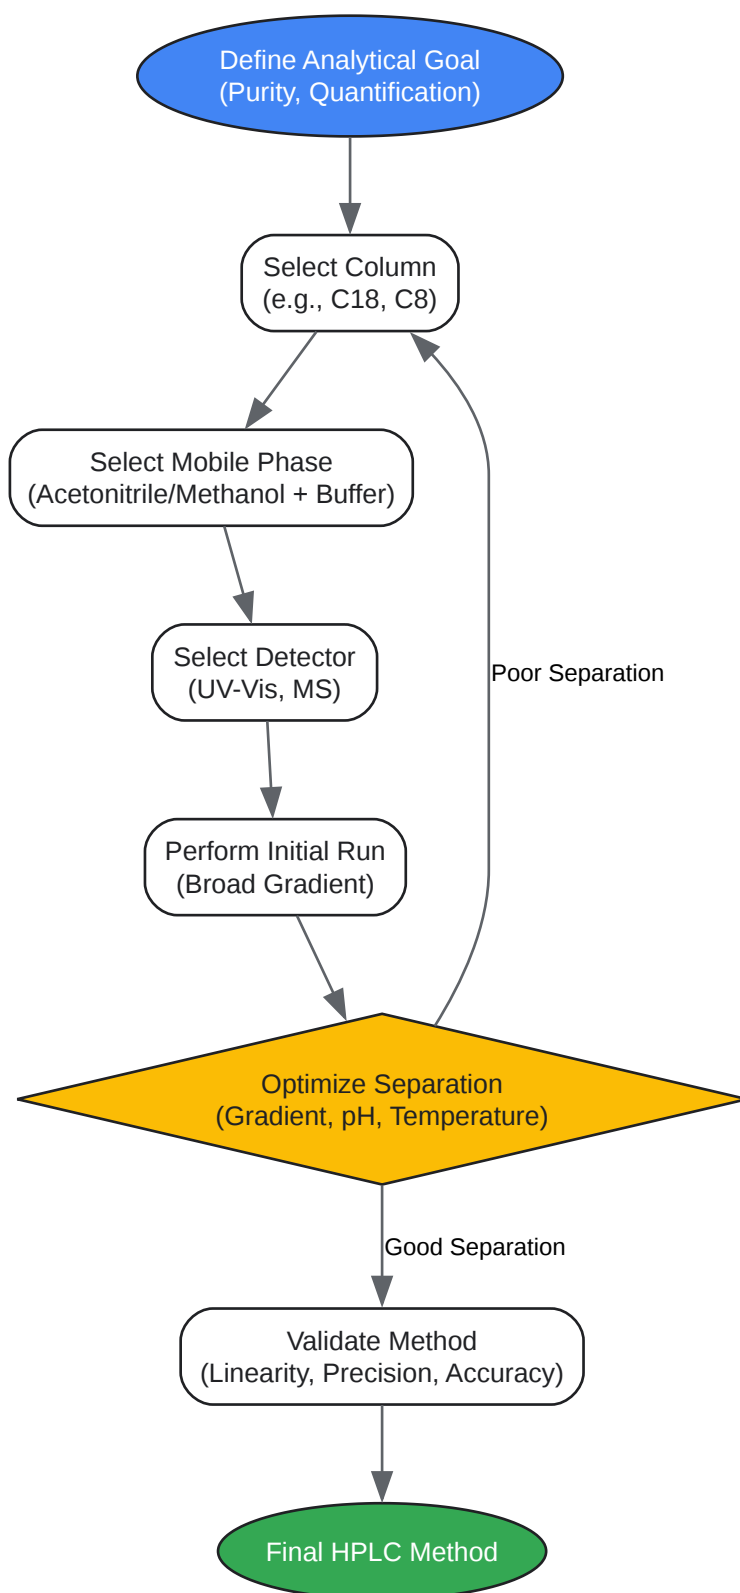 Define Analytical Goal
(Purity, Quantification)
Select Column
(e.g., C18, C8)
Select Mobile Phase
(Acetonitrile/Methanol + Buffer)
Select Detector
(UV-Vis, MS)
Poor Separation
Perform Initial Run
(Broad Gradient)
Optimize Separation
(Gradient, pH, Temperature)
Good Separation
Validate Method
(Linearity, Precision, Accuracy)
Final HPLC Method